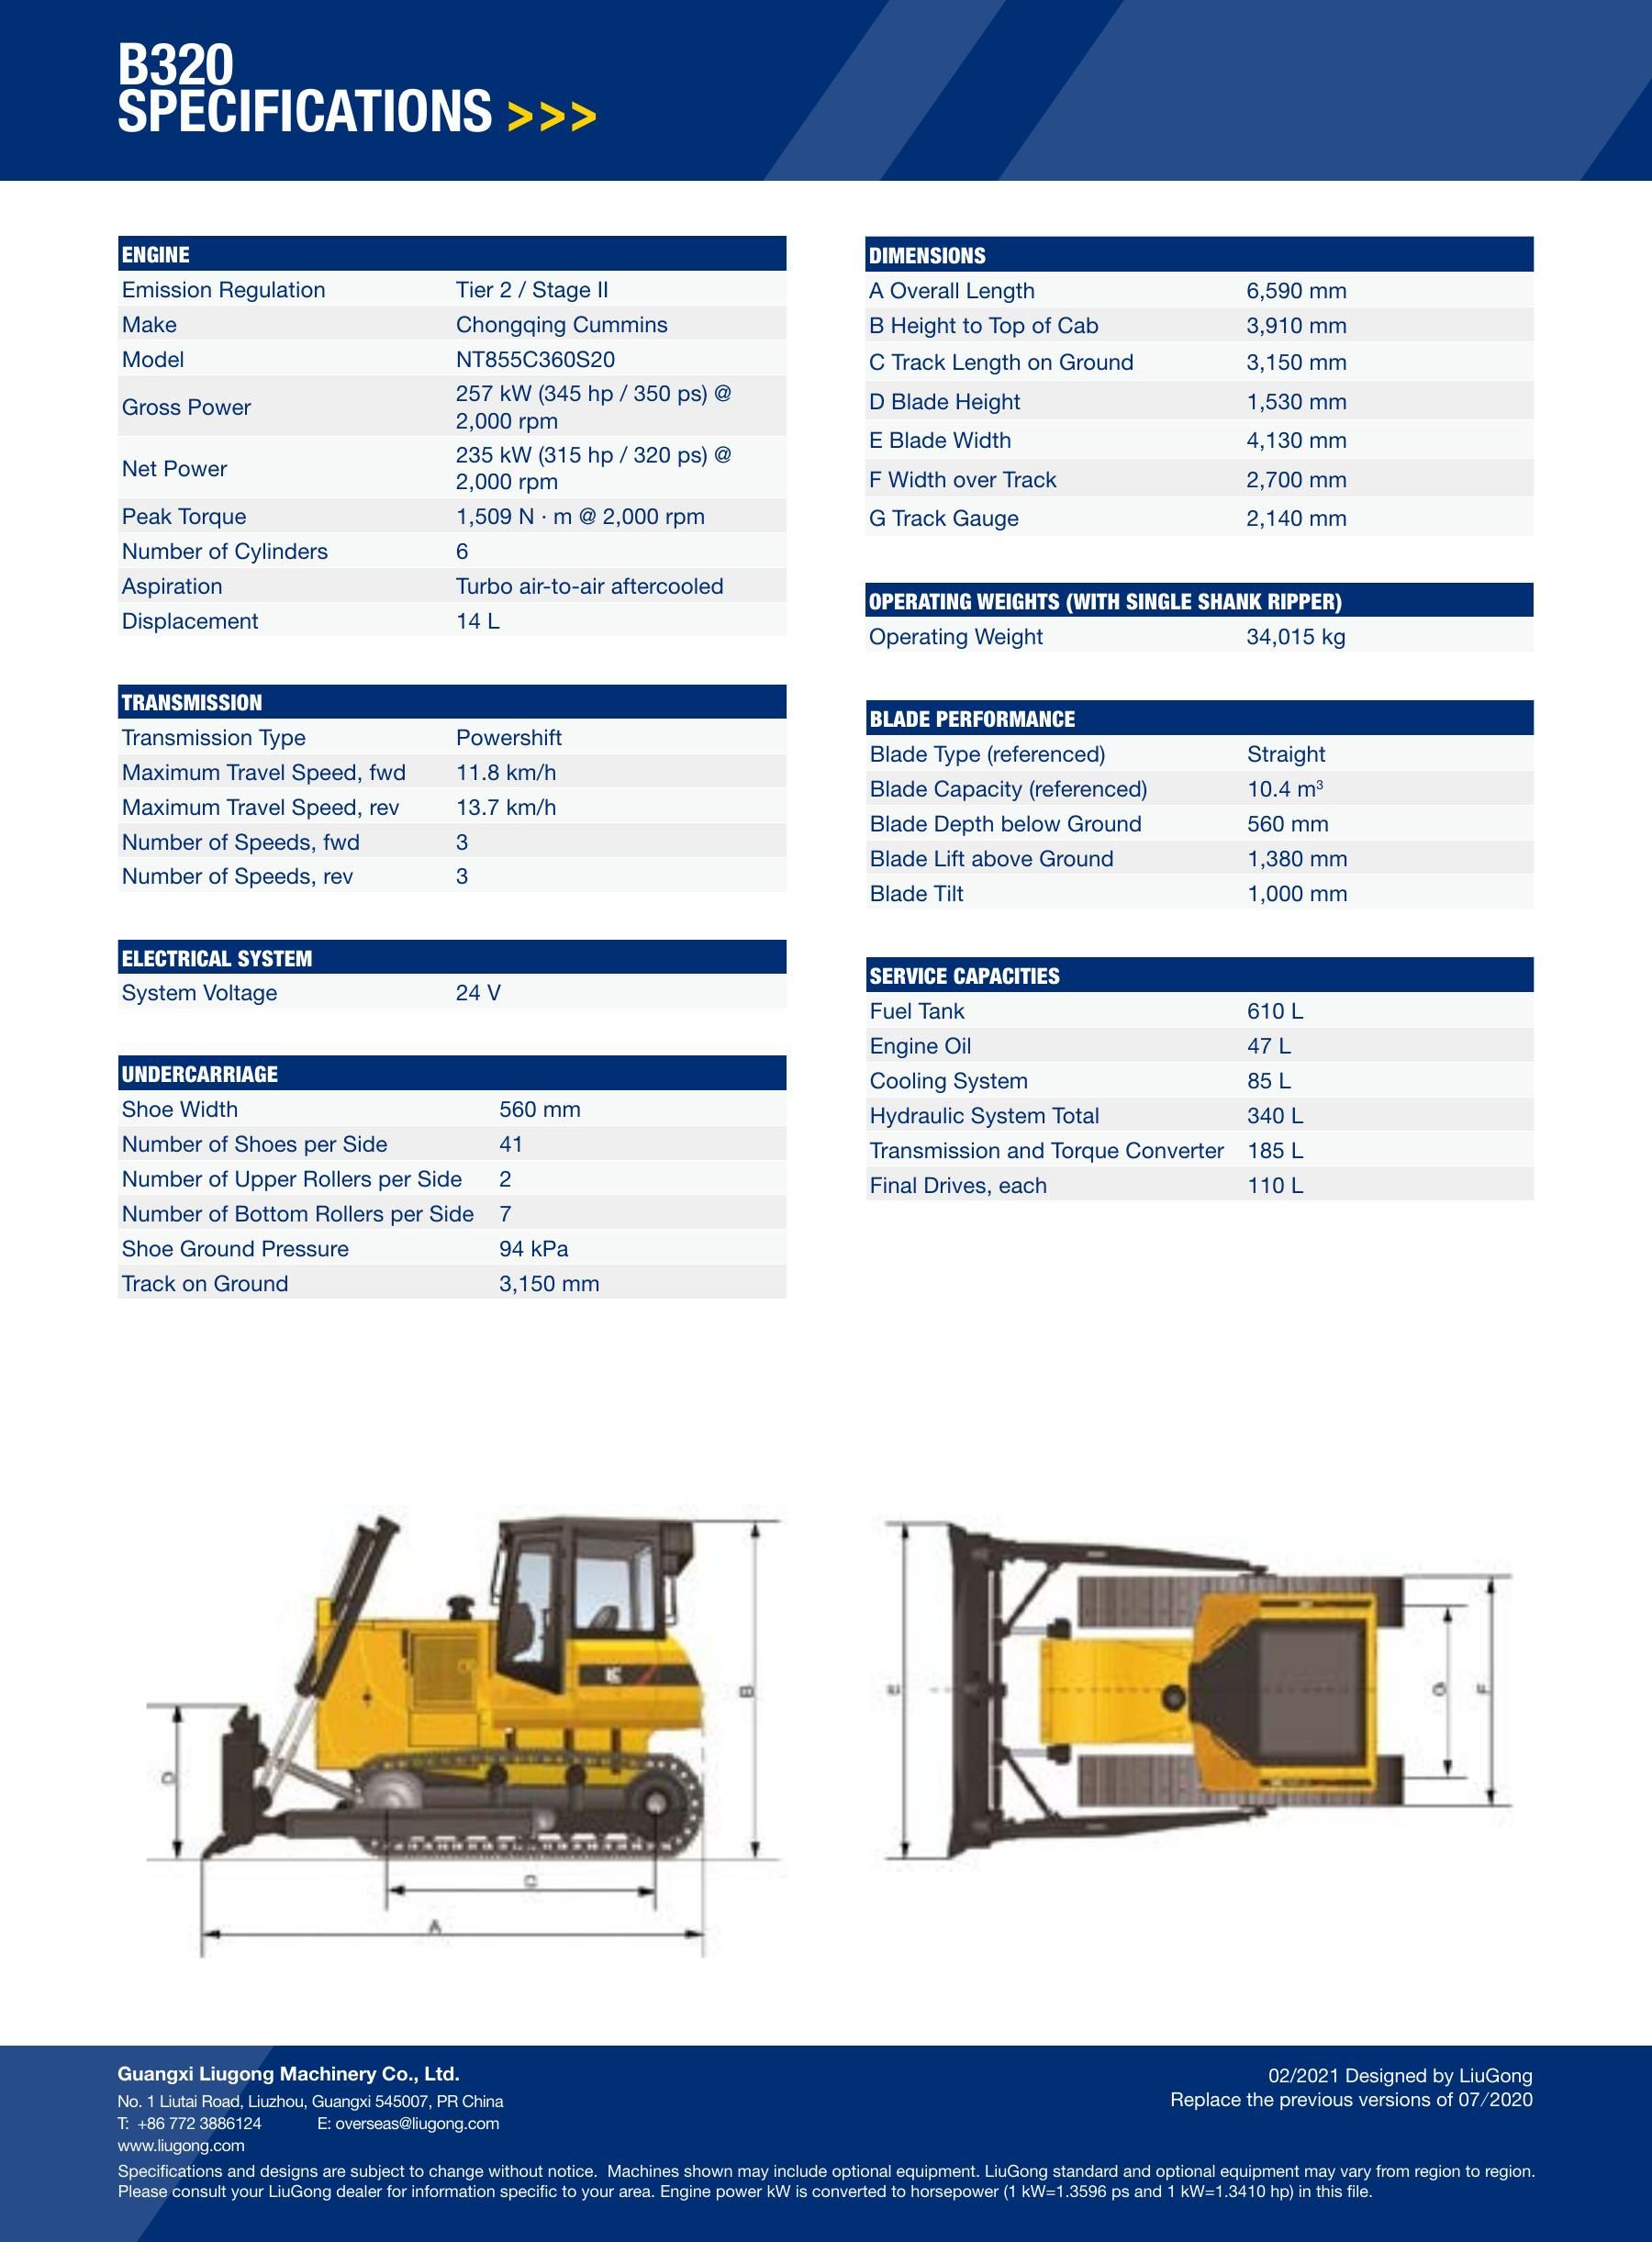 B320
SPECIFICATIONS >>>
ENGINE
Emission Regulation Tier 2 / Stage II
Make Chongqing Cummins
Model NT855C360S20
Gross Power 257 kW (345 hp / 350 ps) @
2,000 rpm
Net Power 235 kW (315 hp / 320 ps) @
2,000 rpm
Peak Torque 1,509 N · m @ 2,000 rpm
Number of Cylinders 6
Aspiration Turbo air-to-air aftercooled
Displacement 14 L
TRANSMISSION
Transmission Type Powershift
Maximum Travel Speed, fwd 11.8 km/h
Maximum Travel Speed, rev 13.7 km/h
Number of Speeds, fwd 3
Number of Speeds, rev 3
ELECTRICAL SYSTEM
System Voltage 24 V
UNDERCARRIAGE
Shoe Width 560 mm
Number of Shoes per Side 41
Number of Upper Rollers per Side 2
Number of Bottom Rollers per Side 7
Shoe Ground Pressure 94 kPa
Track on Ground 3,150 mm
DIMENSIONS
A Overall Length 6,590 mm
B Height to Top of Cab 3,910 mm
C Track Length on Ground 3,150 mm
D Blade Height 1,530 mm
E Blade Width 4,130 mm
F Width over Track 2,700 mm
G Track Gauge 2,140 mm
OPERATING WEIGHTS (WITH SINGLE SHANK RIPPER)
Operating Weight 34,015 kg
BLADE PERFORMANCE
Blade Type (referenced) Straight
Blade Capacity (referenced) 10.4 m³
Blade Depth below Ground 560 mm
Blade Lift above Ground 1,380 mm
Blade Tilt 1,000 mm
SERVICE CAPACITIES
Fuel Tank 610 L
Engine Oil 47 L
Cooling System 85 L
Hydraulic System Total 340 L
Transmission and Torque Converter 185 L
Final Drives, each 110 L
D
B
C
A
E
G
F
Guangxi Liugong Machinery Co., Ltd.
No. 1 Liutai Road, Liuzhou, Guangxi 545007, PR China
T: +86 772 3886124 E: overseas@liugong.com
www.liugong.com
02/2021 Designed by LiuGong
Replace the previous versions of 07/2020
Specifications and designs are subject to change without notice. Machines shown may include optional equipment. LiuGong standard and optional equipment may vary from region to region.
Please consult your LiuGong dealer for information specific to your area. Engine power kW is converted to horsepower (1 kW=1.3596 ps and 1 kW=1.3410 hp) in this file.